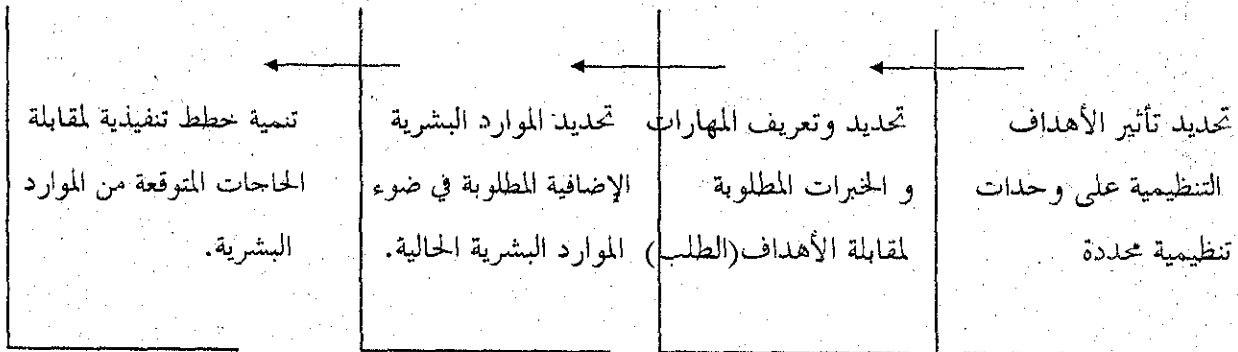 تحديد تأثير الأهداف
التنظيمية على وحدات
تنظيمية محددة
تحديد وتعريف المهارات
و الخبرات المطلوبة
لمقابلة الأهداف(الطلب)
تحديد الموارد البشرية
الإضافية المطلوبة في ضوء
الموارد البشرية الحالية.
تنمية خطط تنفيذية لمقابلة
الحاجات المتوقعة من الموارد
البشرية.